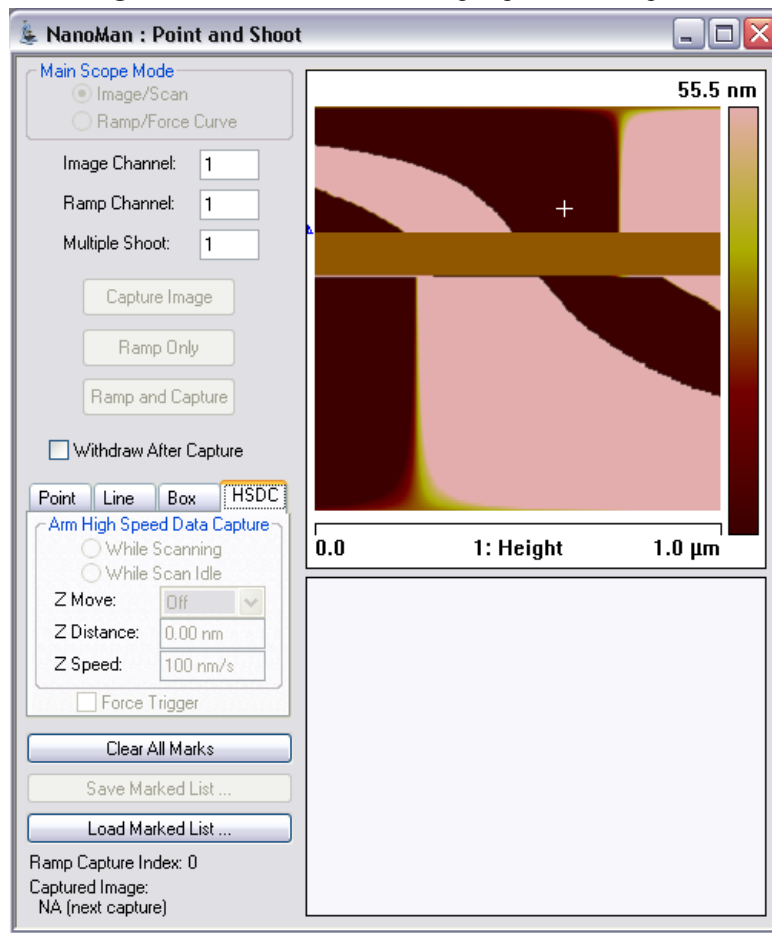 NanoMan : Point and Shoot
Main Scope Mode
Image/Scan
Ramp/Force Curve
Image Channel: 1
Ramp Channel: 1
Multiple Shoot: 1
Capture Image
Ramp Only
Ramp and Capture
Withdraw After Capture
Point Line Box HSDC
Arm High Speed Data Capture
While Scanning
While Scan Idle
Z Move: Off
Z Distance: 0.00 nm
Z Speed: 100 nm/s
Force Trigger
Clear All Marks
Save Marked List ...
Load Marked List ...
Ramp Capture Index: 0
Captured Image:
NA (next capture)
55.5 nm
0.0 1: Height 1.0 µm